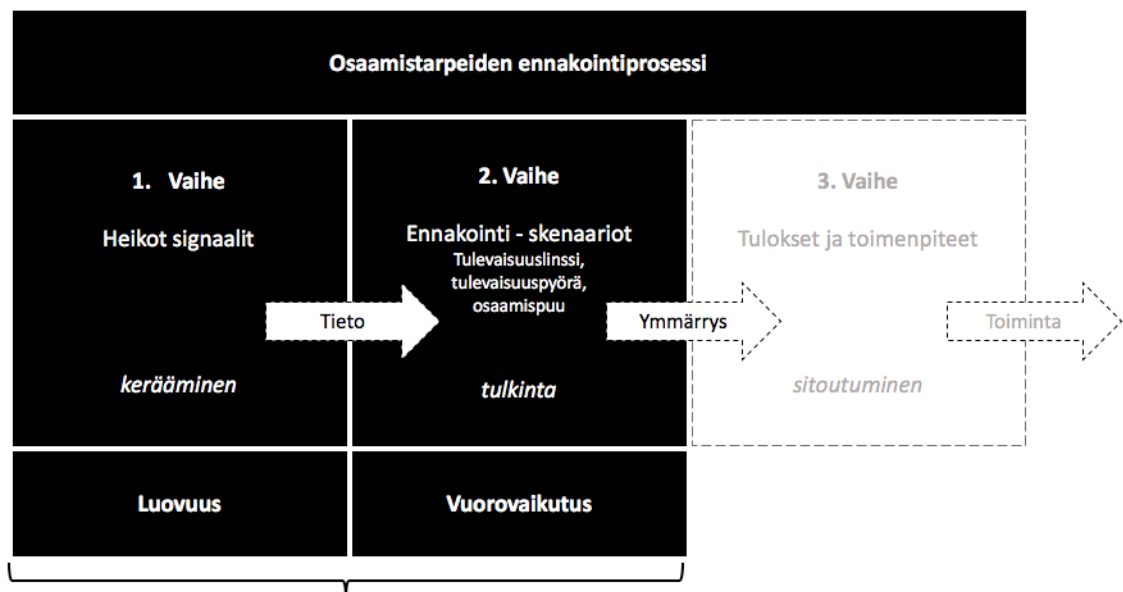 Osaamistarpeiden ennakointiprosessi
1. Vaihe
Heikot signaalit
kerääminen
Tieto
2. Vaihe
Ennakointi - skenaariot
Tulevaisuuslinssi,
tulevaisuuspyörä,
osaamispuu
tulkinta
Ymmärrys
3. Vaihe
Tulokset ja toimenpiteet
sitoutuminen
Toiminta
Luovuus
Vuorovaikutus